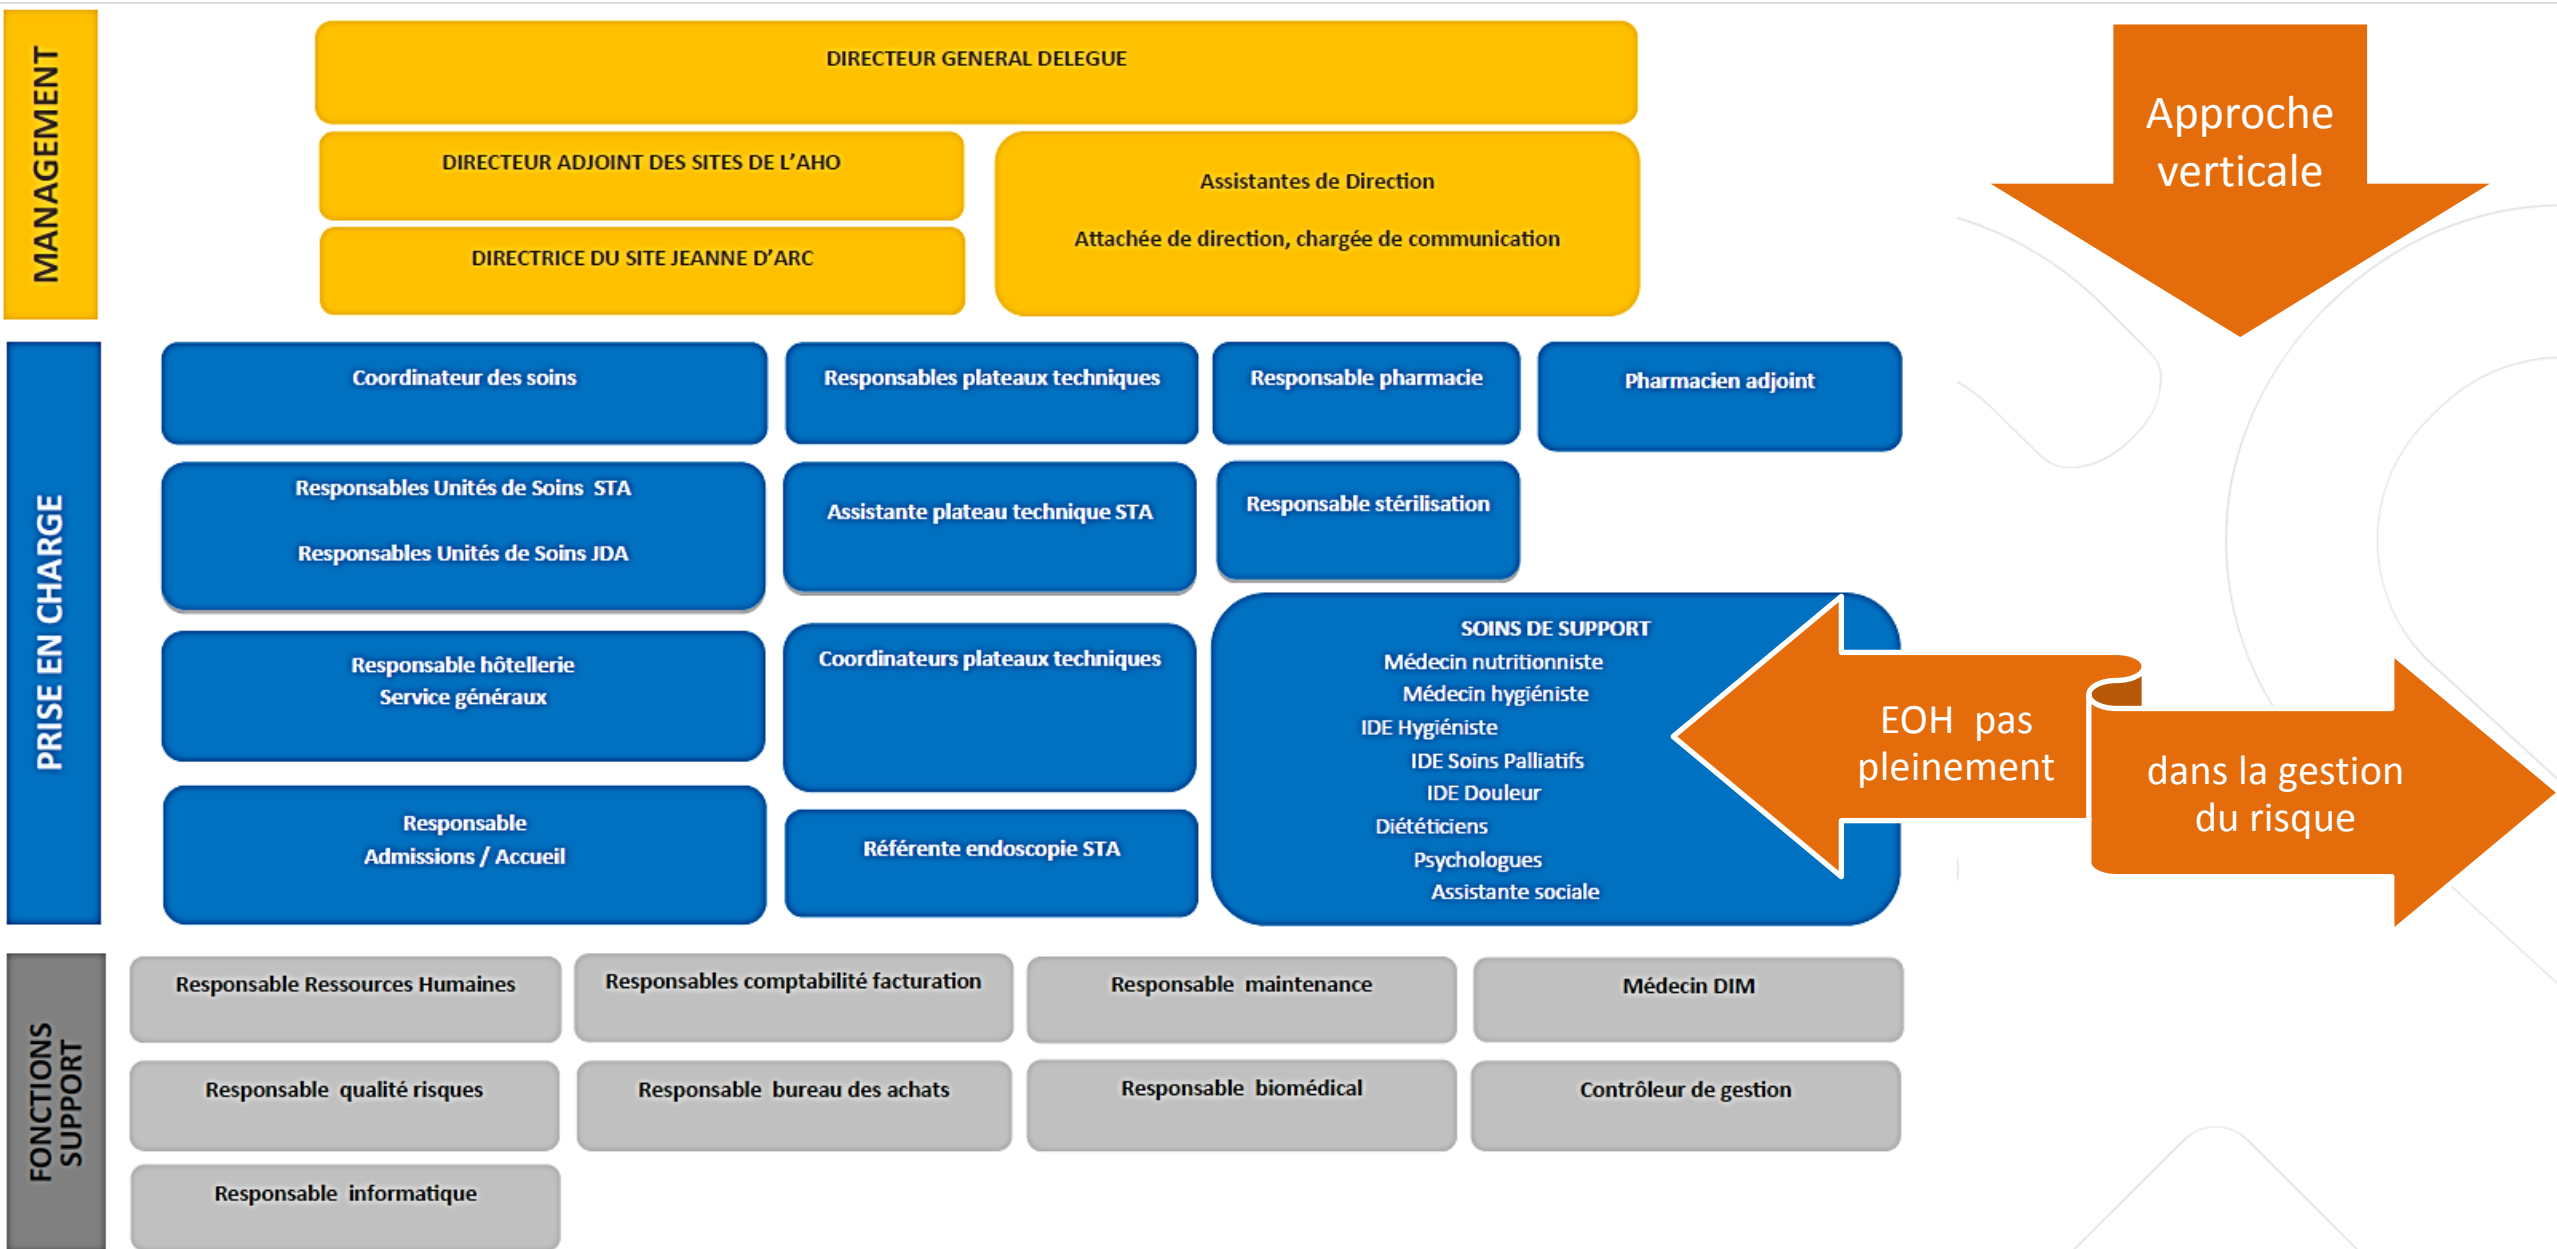 MANAGEMENT
DIRECTEUR GENERAL DELEGUE
DIRECTEUR ADJOINT DES SITES DE L'AHO
DIRECTRICE DU SITE JEANNE D'ARC
Assistantes de Direction
Attachée de direction, chargée de communication
Approche
verticale
PRISE EN CHARGE
Coordinateur des soins
Responsables plateaux techniques
Responsable pharmacie
Pharmacien adjoint
Responsables Unités de Soins STA
Responsables Unités de Soins JDA
Assistante plateau technique STA
Responsable stérilisation
Responsable hôtellerie
Service généraux
Coordinateurs plateaux techniques
Responsable
Admissions / Accueil
Référente endoscopie STA
SOINS DE SUPPORT
Médecin nutritionniste
Médecin hygiéniste
IDE Hygiéniste
IDE Soins Palliatifs
IDE Douleur
Diététiciens
Psychologues
Assistante sociale
EOH pas
pleinement
dans la gestion
du risque
FONCTIONS
SUPPORT
Responsable Ressources Humaines
Responsables comptabilité facturation
Responsable maintenance
Médecin DIM
Responsable qualité risques
Responsable bureau des achats
Responsable biomédical
Contrôleur de gestion
Responsable informatique